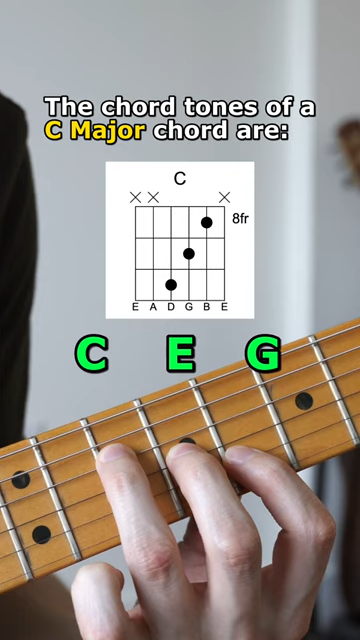 The chord tones of a
C Major chord are:
C
X X X
8fr
E A D G B E
C E G